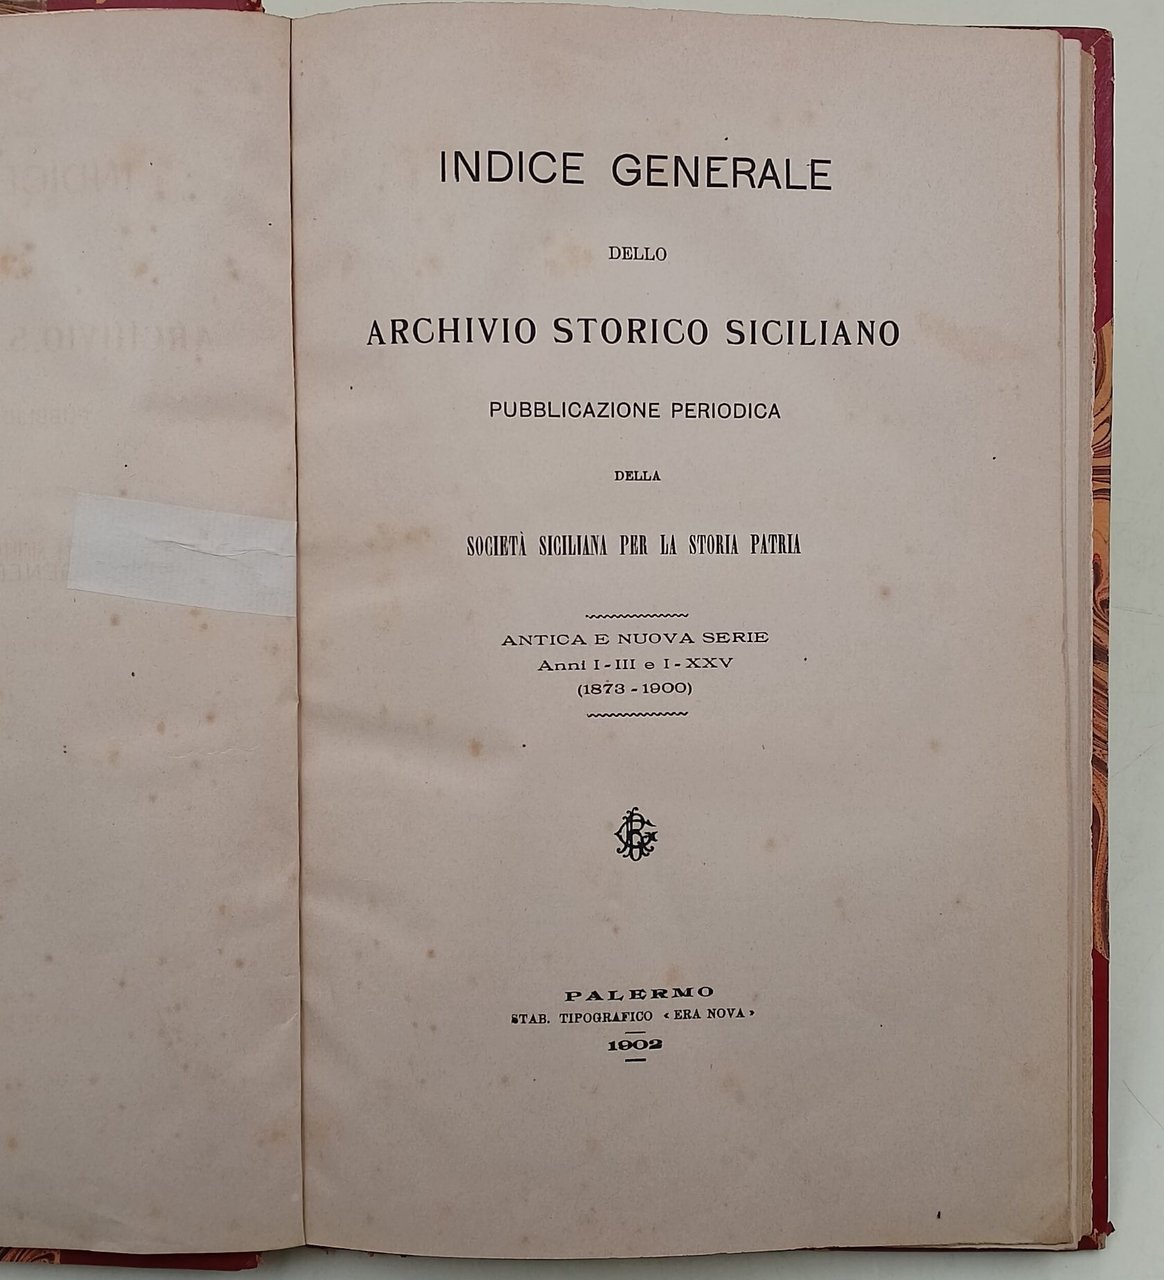 INDICE GENERALE
DELLO
ARCHIVIO STORICO SICILIANO
PUBBLICAZIONE PERIODICA
DELLA
SOCIETÀ SICILIANA PER LA STORIA PATRIA
ANTICA E NUOVA SERIE
Anni I-III e I-XXV
(1873-1900)
PALERMO
STAB. TIPOGRAFICO « ERA NOVA »
1902